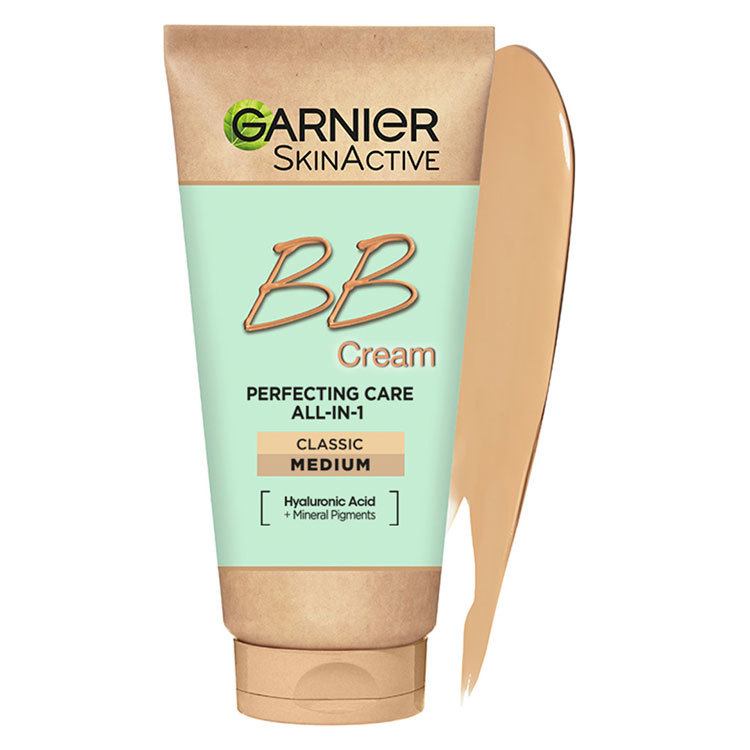 GARNIER
SKINACTIVE
BB
Cream
PERFECTING CARE
ALL-IN-1
CLASSIC
MEDIUM
Hyaluronic Acid
+ Mineral Pigments